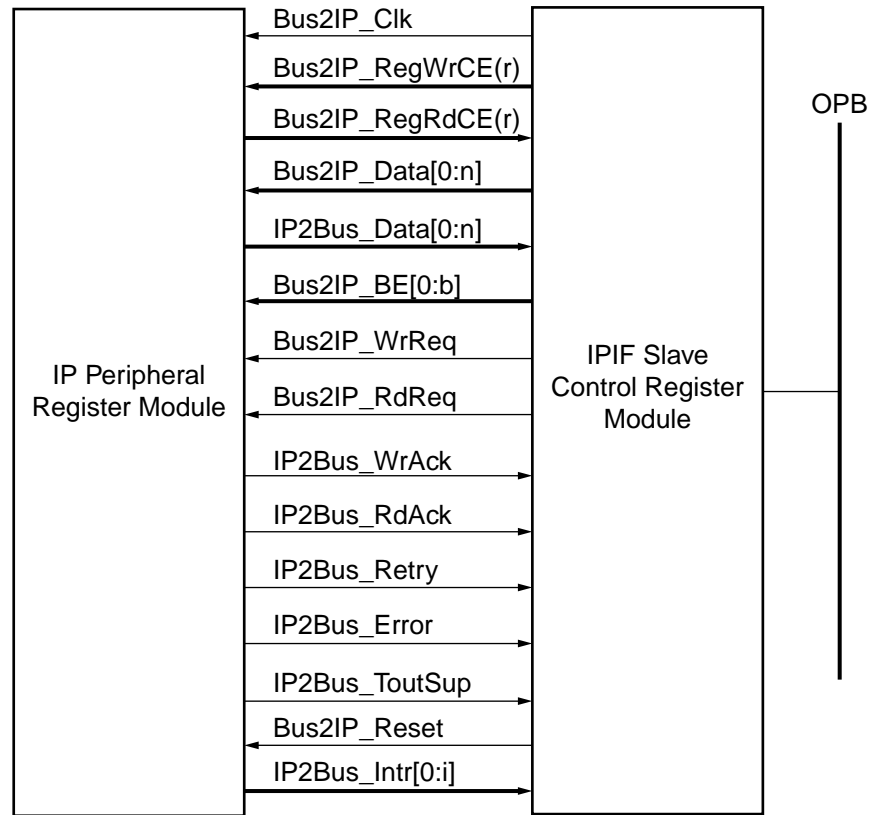 Bus2IP_Clk
Bus2IP_RegWrCE(r)
Bus2IP_RegRdCE(r)
Bus2IP_Data[0:n]
IP2Bus_Data[0:n]
Bus2IP_BE[0:b]
Bus2IP_WrReq
Bus2IP_RdReq
IP2Bus_WrAck
IP2Bus_RdAck
IP2Bus_Retry
IP2Bus_Error
IP2Bus_ToutSup
Bus2IP_Reset
IP2Bus_Intr[0:i]
IP Peripheral
Register Module
IPIF Slave
Control Register
Module
OPB